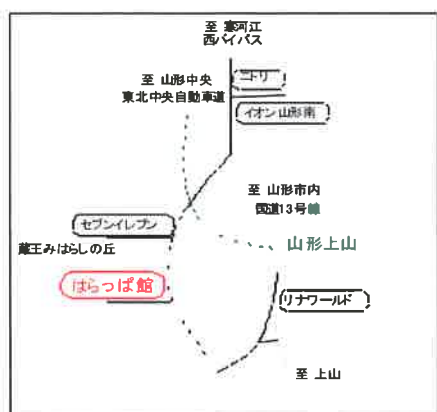 至 寒河江
西バイパス
至 山形中央
東北中央自動車道
ニトリ
イオン山形南
至 山形市内
国道13号線
セブンイレブン
山形上山
蔵王みはらしの丘
はらっぱ館
リナワールド
至 上山